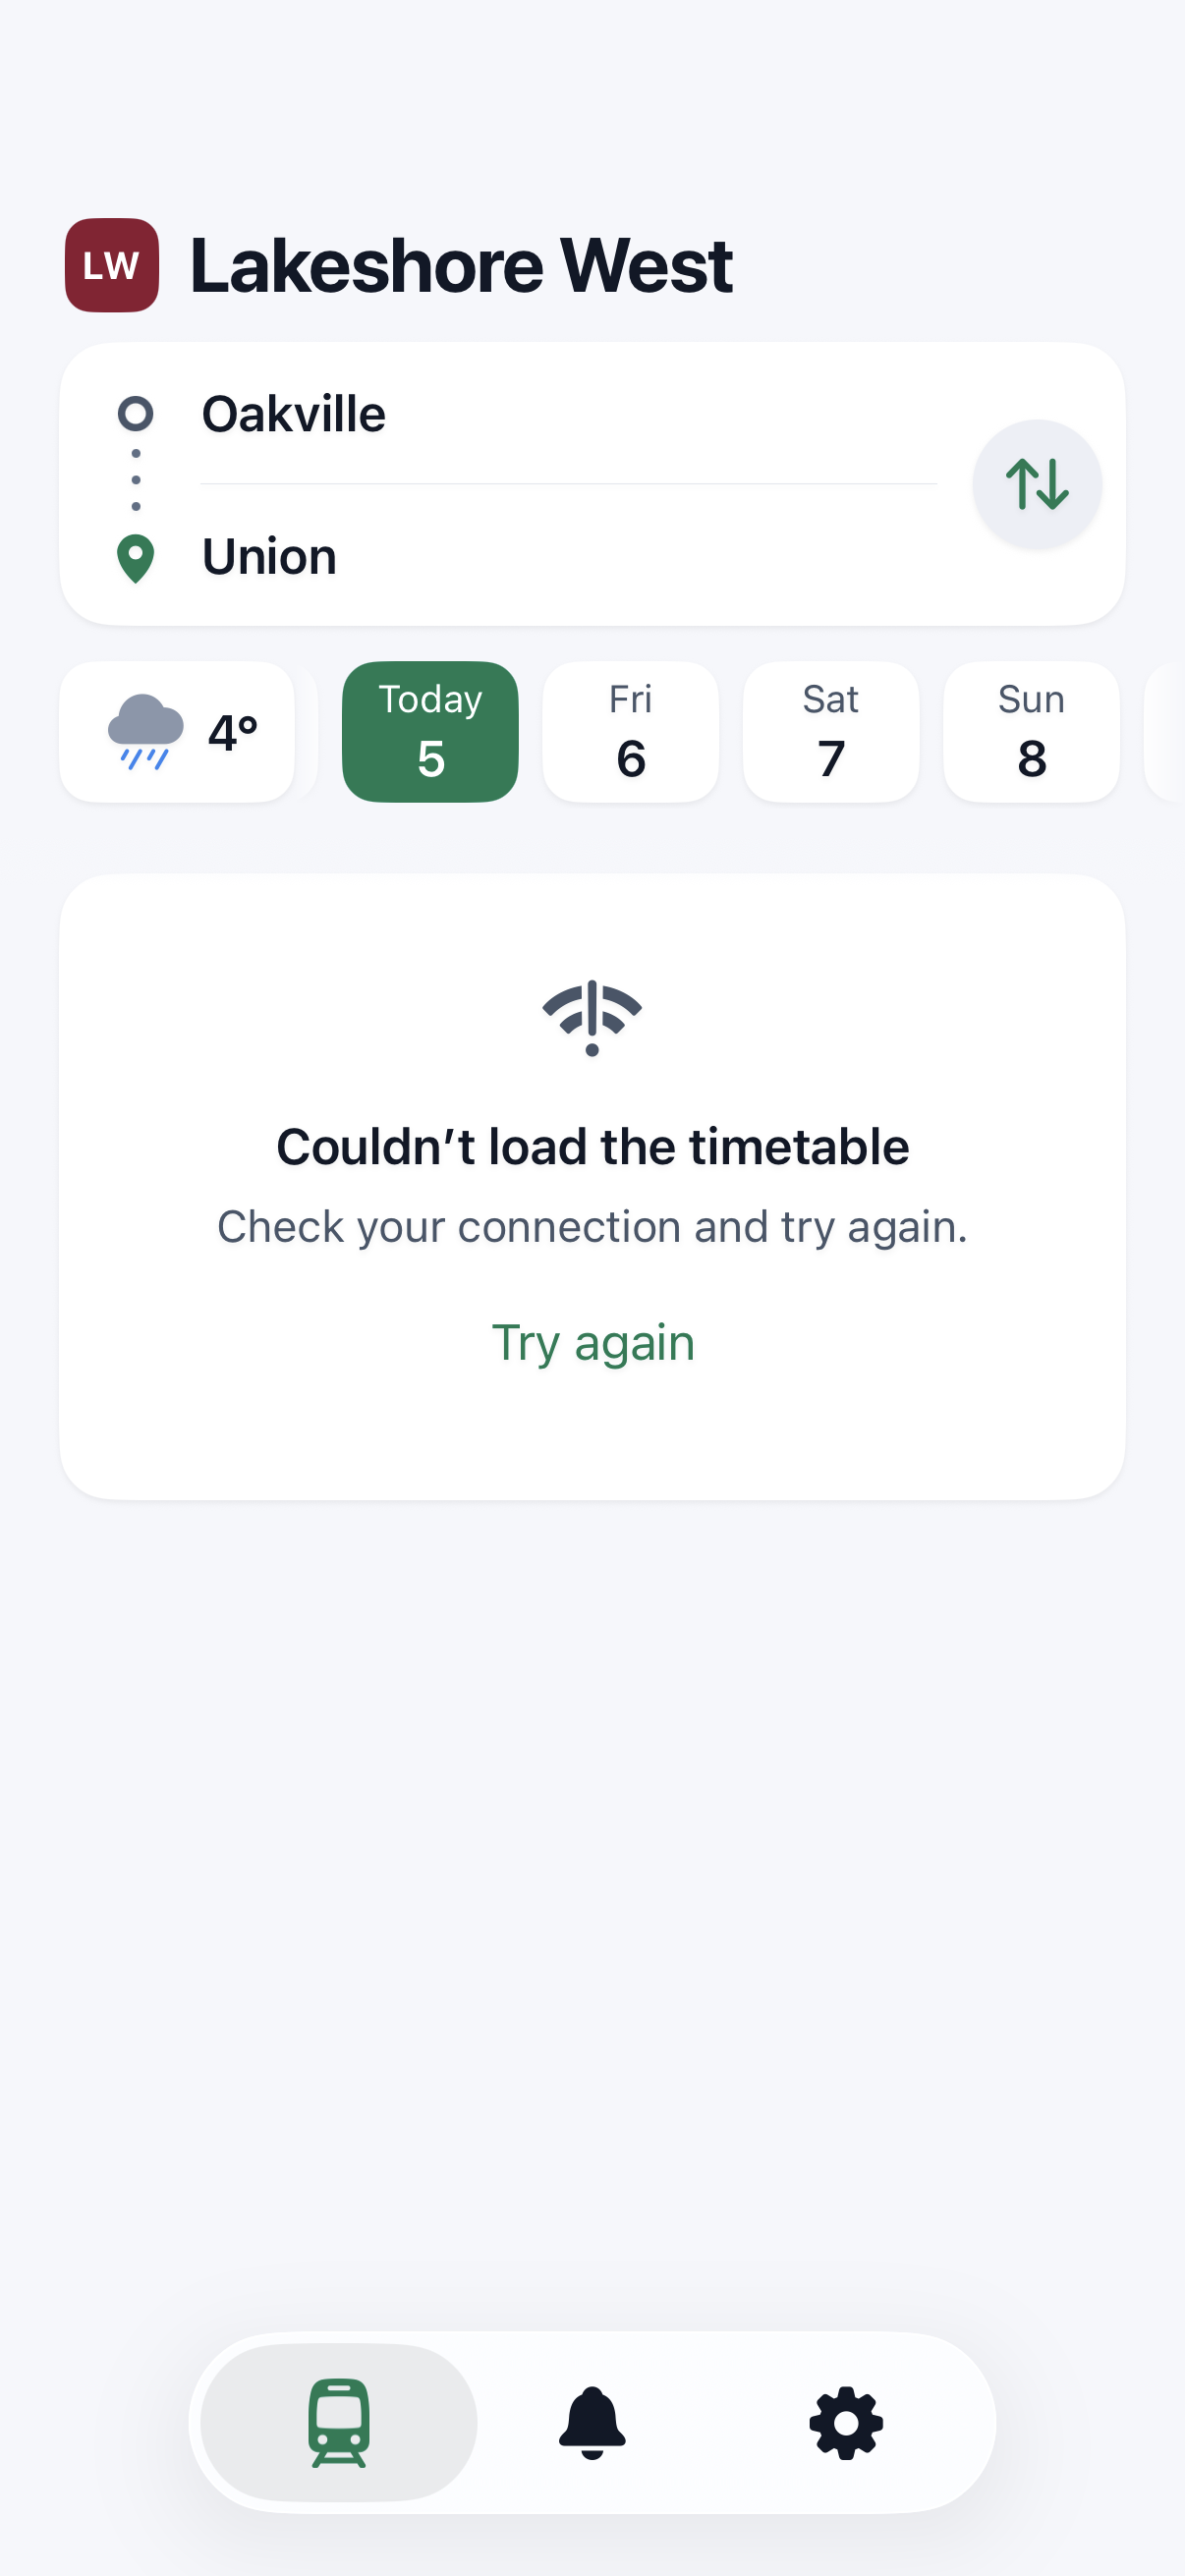 LW Lakeshore West
Oakville
Union
4°
Today
5
Fri
6
Sat
7
Sun
8
Couldn’t load the timetable
Check your connection and try again.
Try again